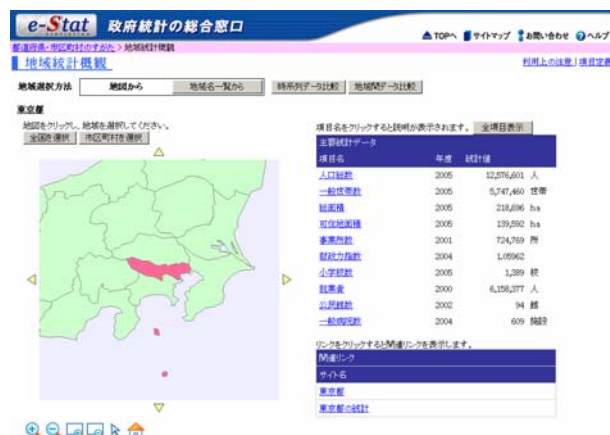 e-Stat 政府統計の総合窓口
TOPへ サイトマップ お問い合わせ ヘルプ
都道府県・市区町村のすがた > 地域統計概観
地域統計概観
利用上の注意 | 項目定義
地域選択方法 地図から 地域名一覧から 時系列データ比較 地域間データ比較
東京都
地図をクリックし、地域を選択してください。
全国を選択 市区町村を選択
項目名をクリックすると説明が表示されます。 全項目表示
主要統計データ
項目名 年度 統計値
人口総数 2005 12,576,601 人
一般世帯数 2005 5,747,460 世帯
総面積 2005 218,696 ha
可住地面積 2005 139,592 ha
事業所数 2001 724,769 所
財政力指数 2004 1.05962
小学校数 2005 1,389 校
就業者 2000 6,158,377 人
公民館数 2002 94 館
一般病院数 2004 609 施設
リンクをクリックすると関連リンクを表示します。
関連リンク
サイト名
東京都
東京都の統計